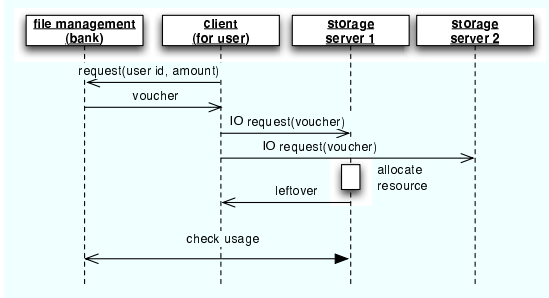 file management
(bank)
client
(for user)
storage
server 1
storage
server 2
request(user id, amount)
voucher
IO request(voucher)
IO request(voucher)
allocate
resource
leftover
check usage